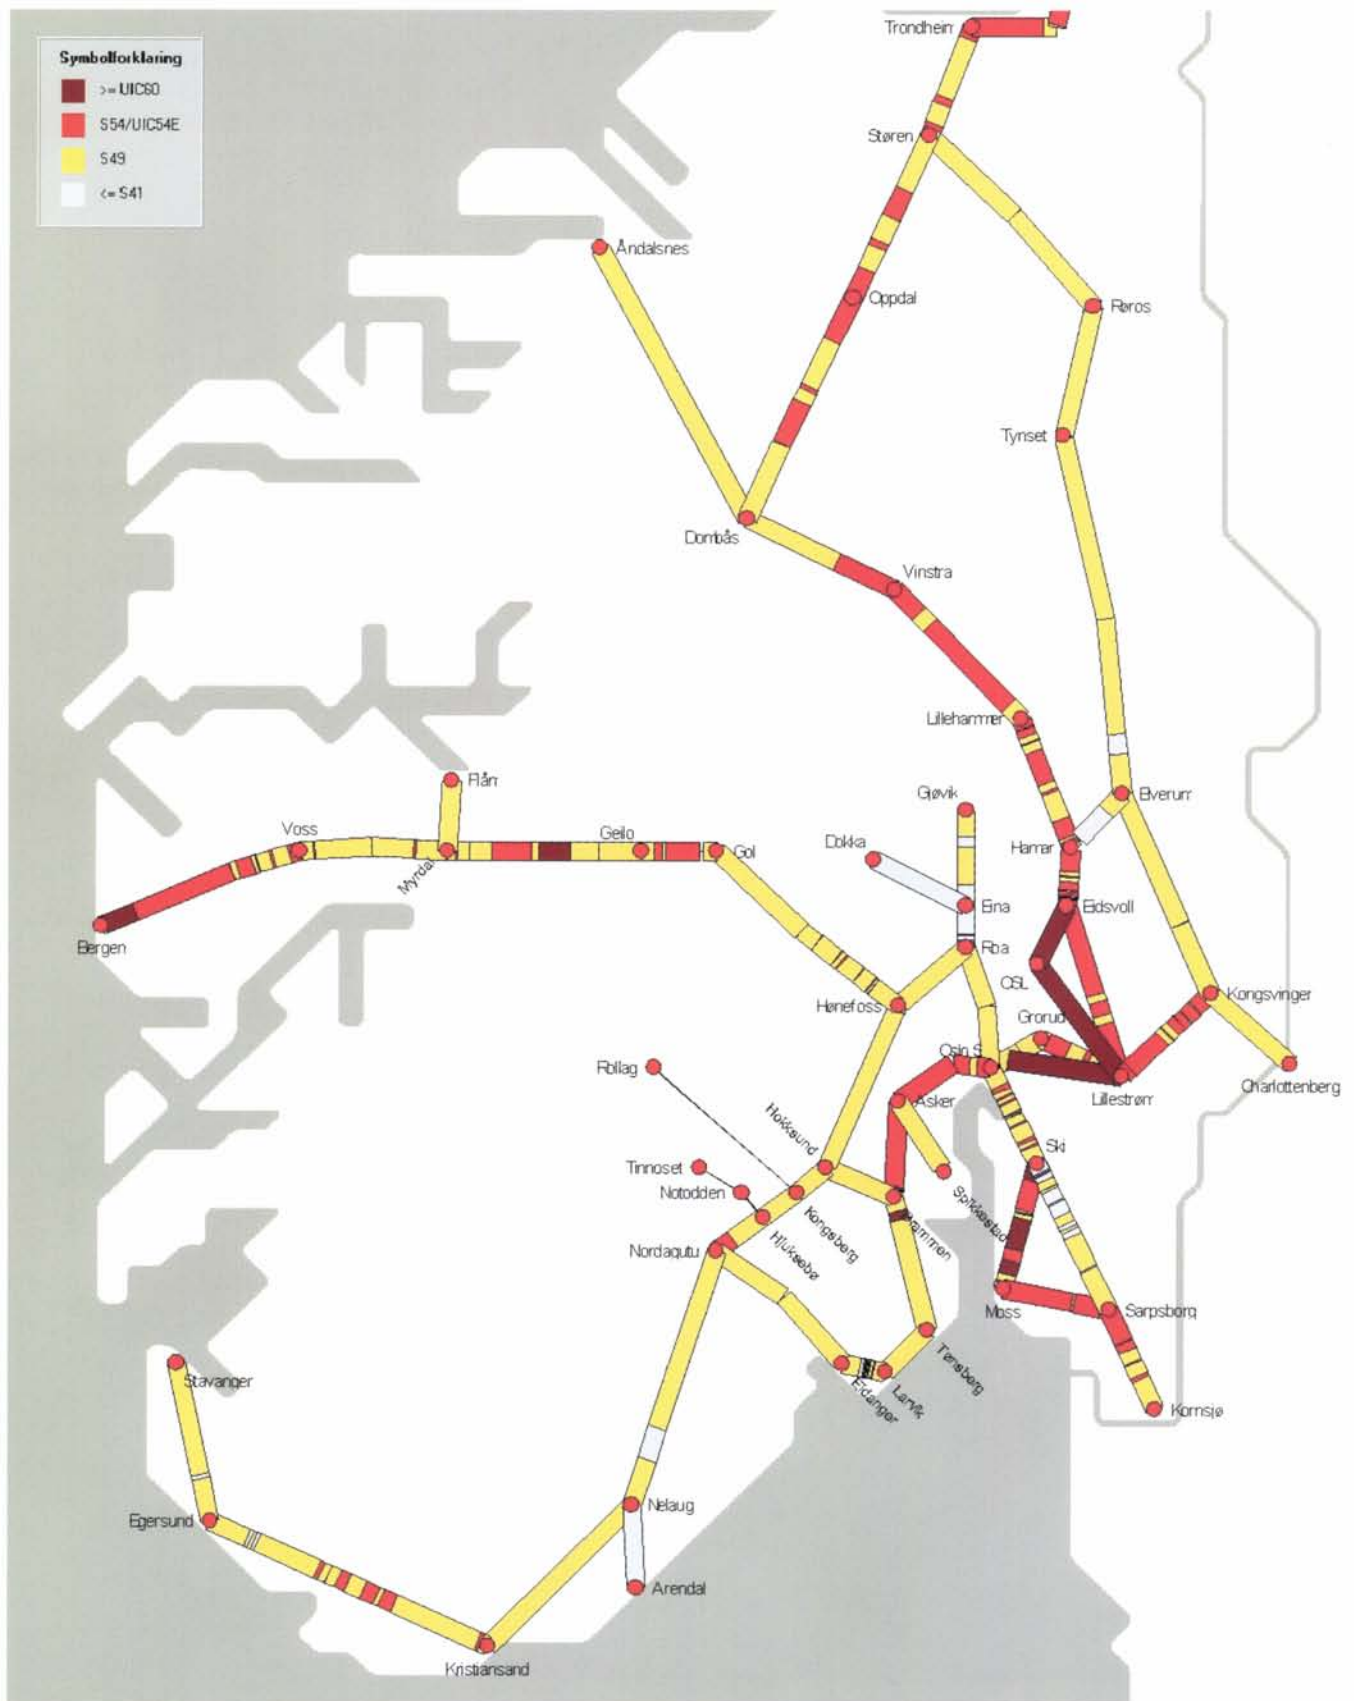 Symbolforklaring
>= UIC60
S54/UIC54E
S49
<= S41
Trondheim
Støren
Åndalsnes
Oppdal
Røros
Tynset
Dombås
Vinstra
Lillehammer
Flåm
Elverum
Gjøvik
Voss
Geilo
Dokka
Hamar
Myrdal
Gol
Eina
Eidsvoll
Bergen
Roa
OSL
Kongsvinger
Hønefoss
Grorud
Oslo S
Rollag
Charlottenberg
Asker
Lillestrøm
Hokksund
Ski
Tinnoset
Notodden
Spikkestad
Kongsberg
Drammen
Nordagutu
Hjuksebø
Moss
Sarpsborg
Tønsberg
Stavanger
Eidanger
Larvik
Kornsjø
Egersund
Nelaug
Arendal
Kristiansand